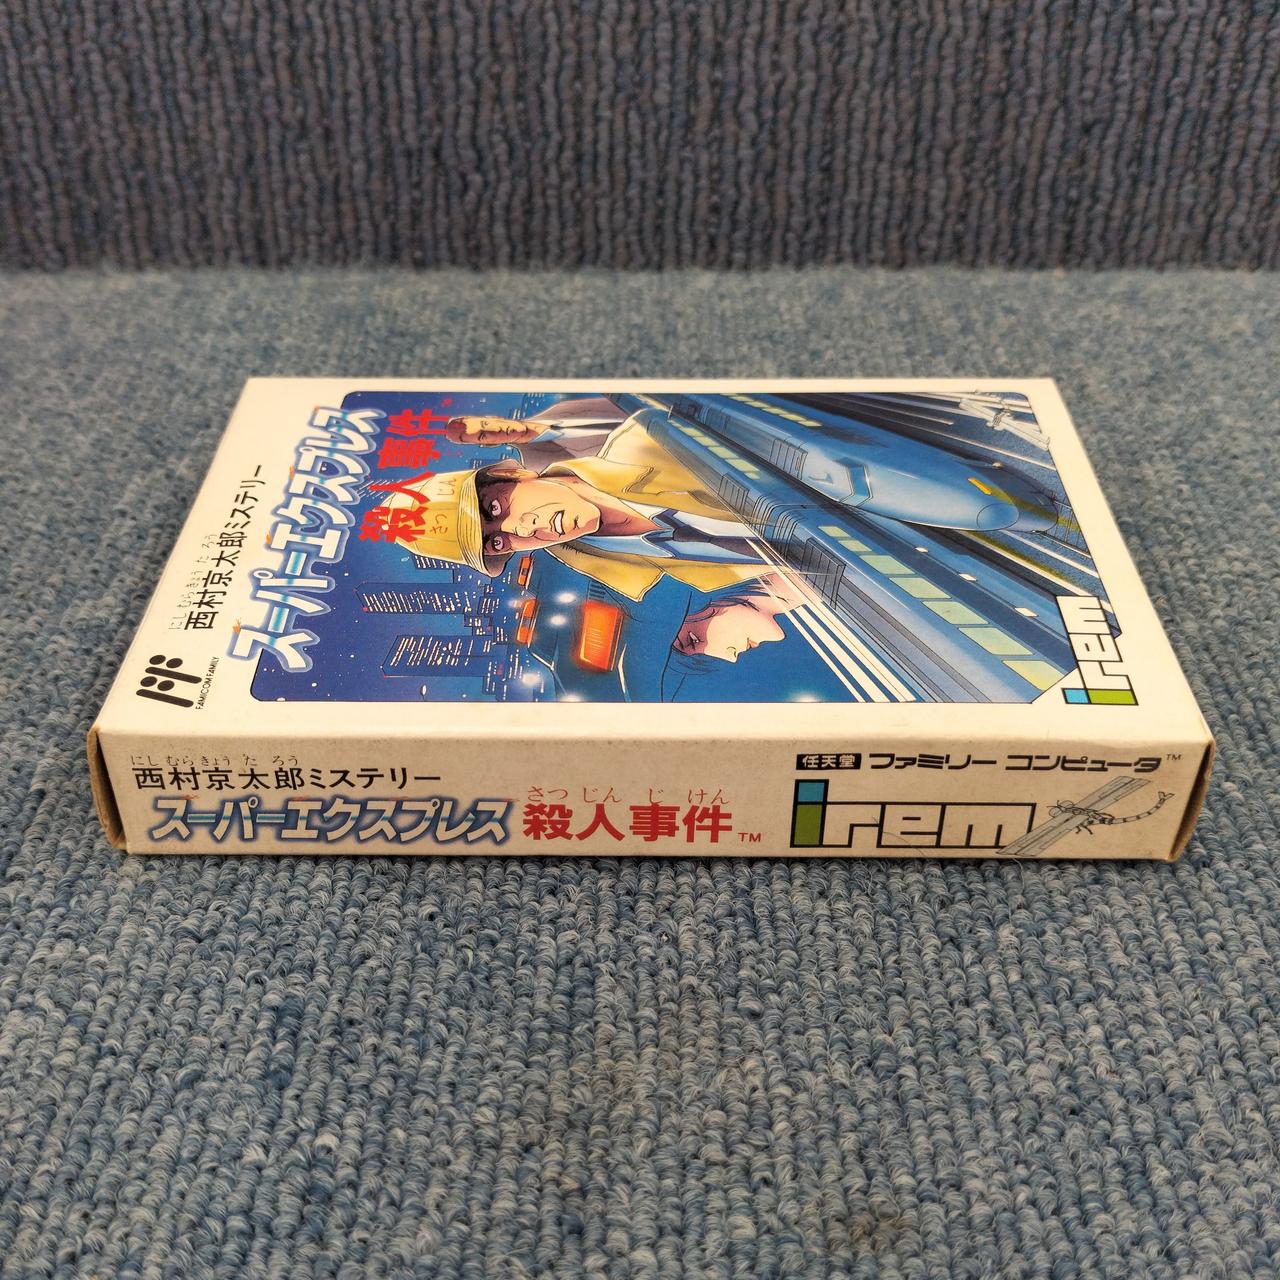 にしむらきょうたろう
西村京太郎ミステリー
スーパーエクスプレス
殺人事件 TM
さつじん
FF
FAMICOM FAMILY
irem
にしむらきょうたろう
西村京太郎ミステリー
スーパーエクスプレス
さつじんじけん
殺人事件 TM
任天堂 ファミリーコンピュータ TM
irem